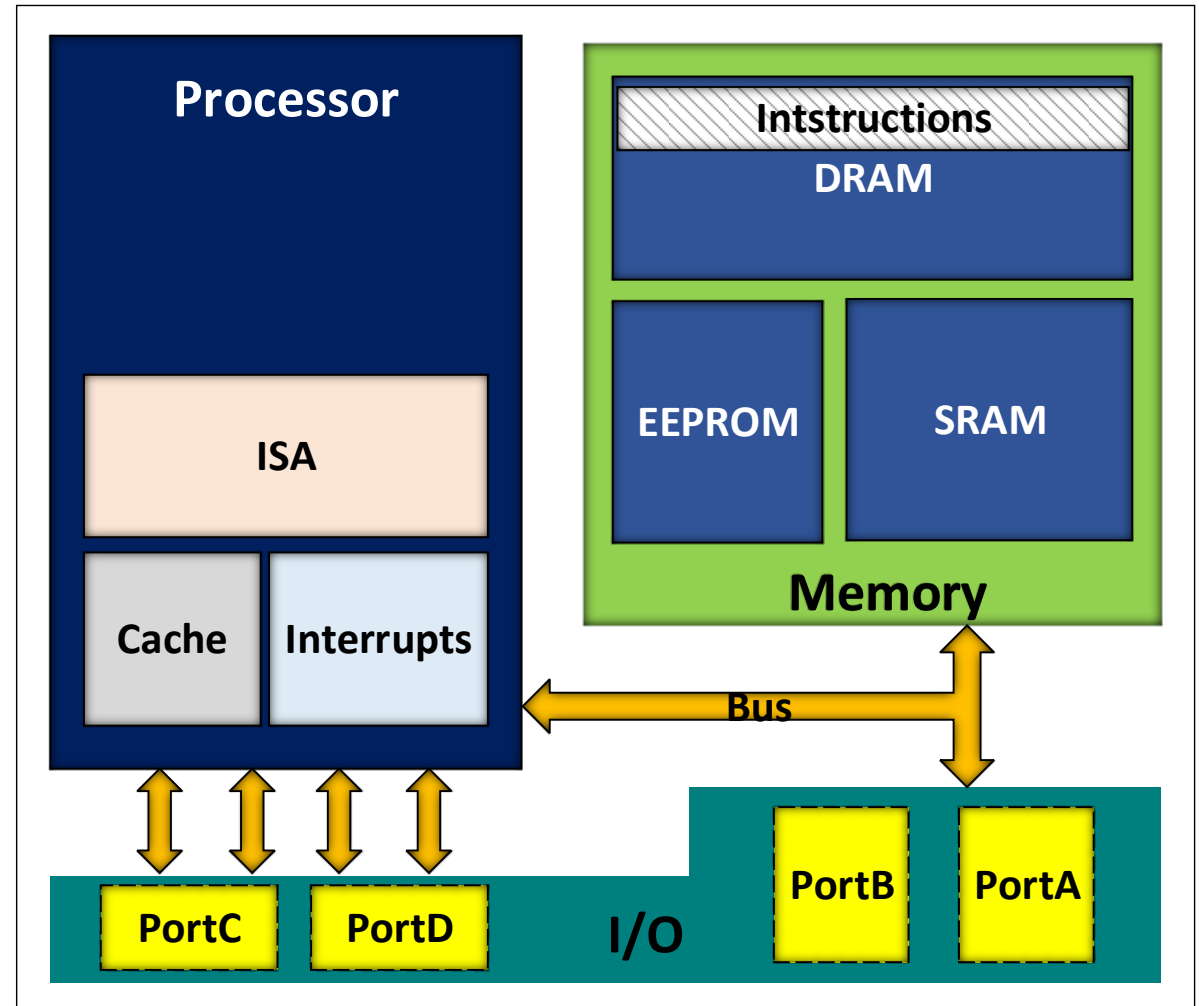 Processor
Intstructions
DRAM
EEPROM
SRAM
Memory
ISA
Cache
Interrupts
Bus
PortC
PortD
I/O
PortB
PortA